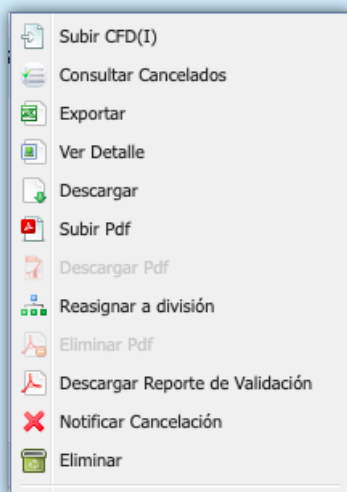 Subir CFD(I)
Consultar Cancelados
Exportar
Ver Detalle
Descargar
Subir Pdf
Descargar Pdf
Reasignar a división
Eliminar Pdf
Descargar Reporte de Validación
Notificar Cancelación
Eliminar